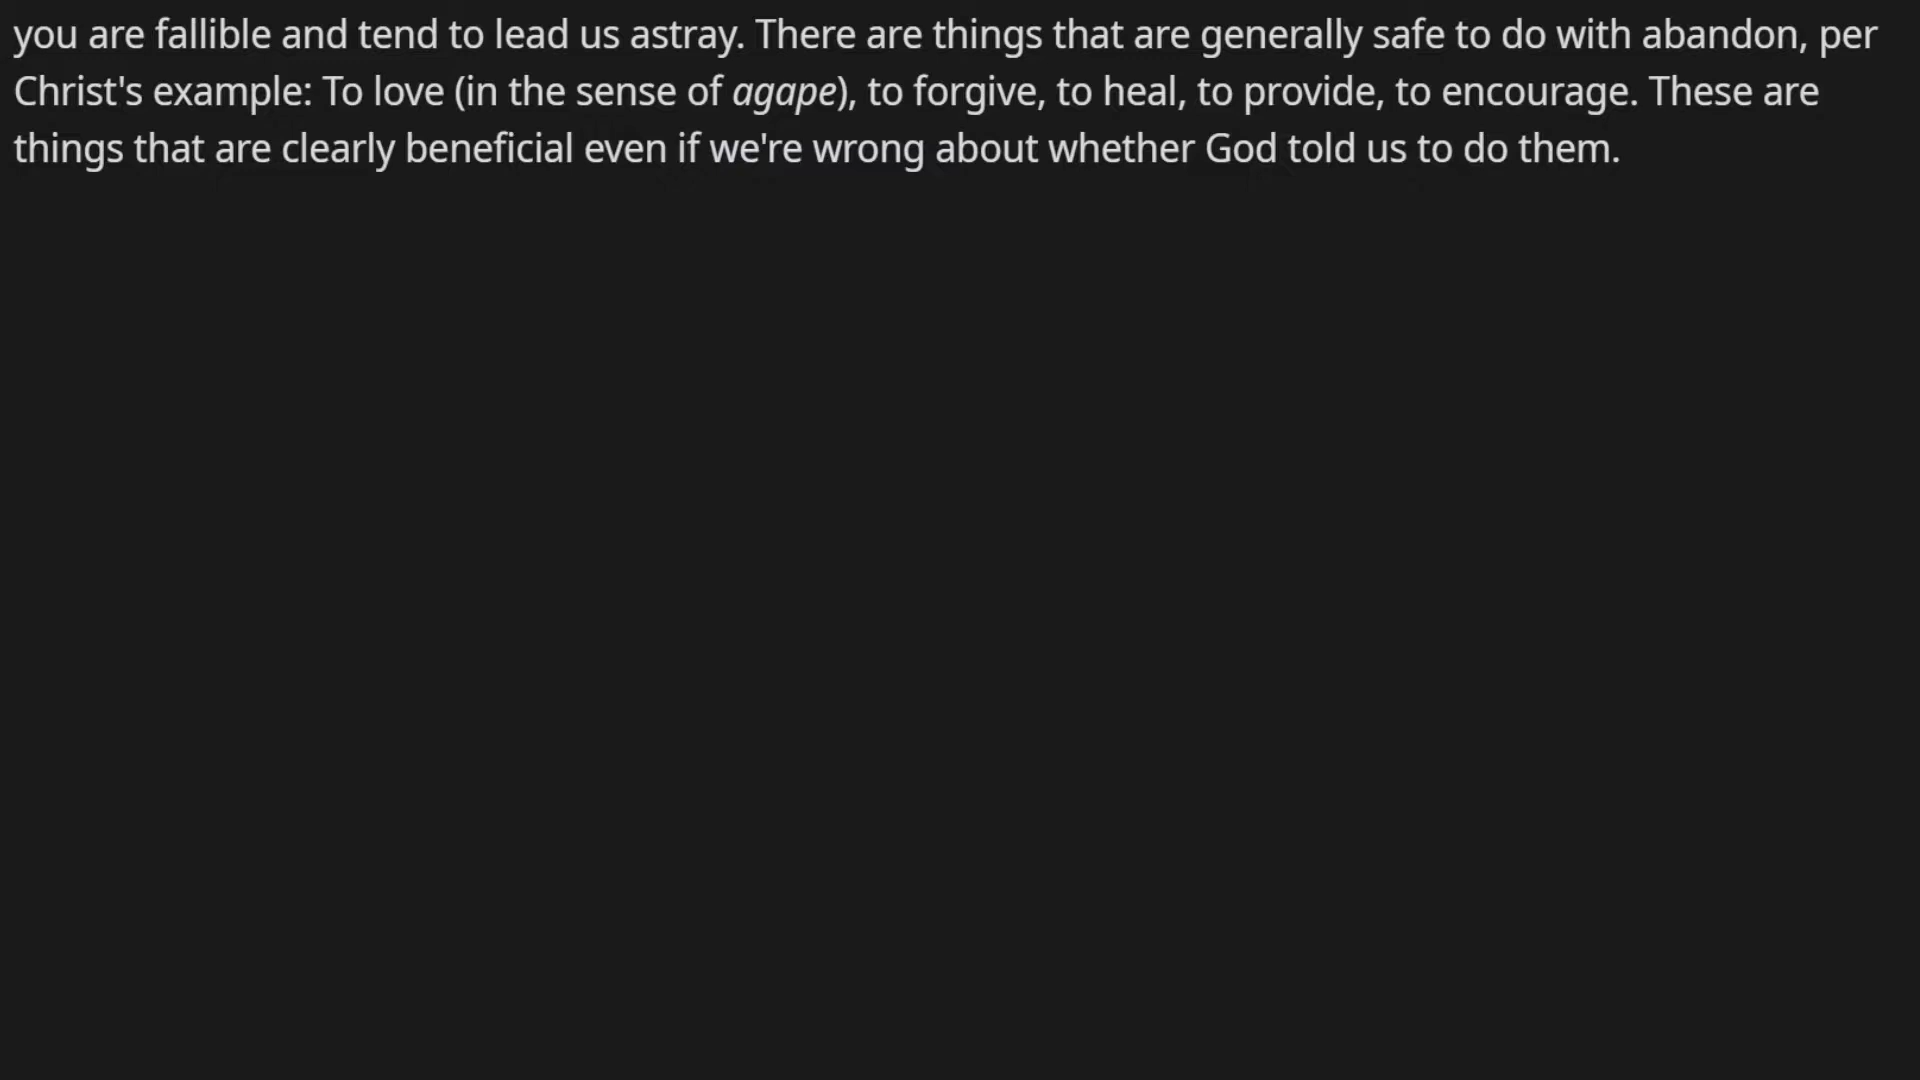 you are fallible and tend to lead us astray. There are things that are generally safe to do with abandon, per
Christ's example: To love (in the sense of agape), to forgive, to heal, to provide, to encourage. These are
things that are clearly beneficial even if we're wrong about whether God told us to do them.